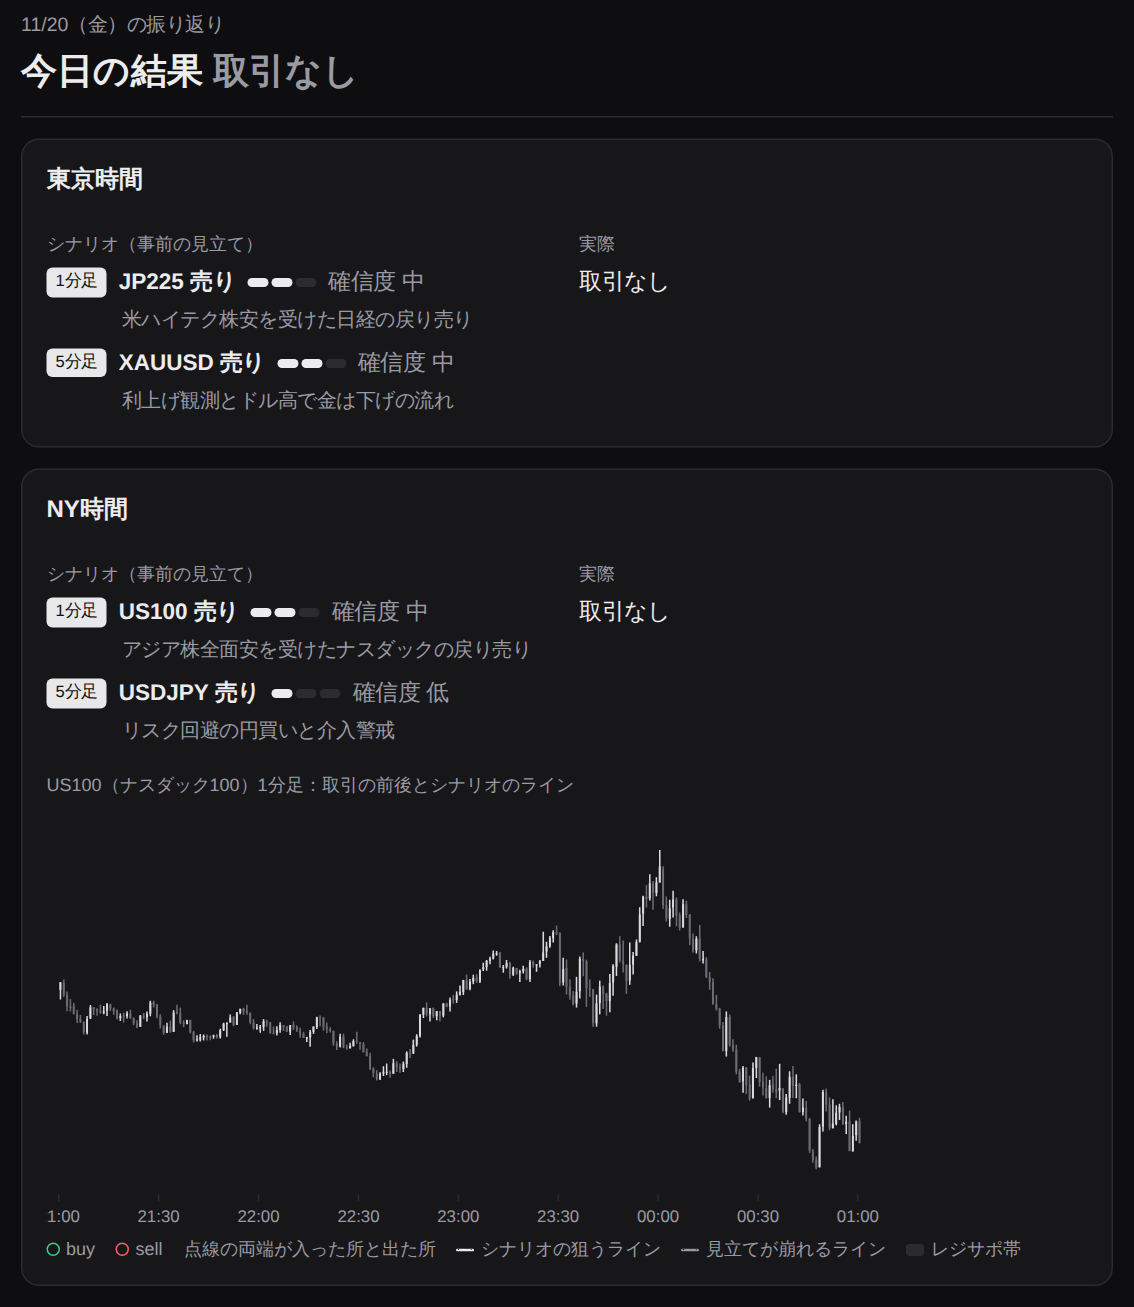 11/20（金）の振り返り
今日の結果 取引なし
東京時間
シナリオ（事前の見立て）
実際
1分足 JP225 売り 確信度 中
取引なし
米ハイテク株安を受けた日経の戻り売り
5分足 XAUUSD 売り 確信度 中
利上げ観測とドル高で金は下げの流れ
NY時間
シナリオ（事前の見立て）
実際
1分足 US100 売り 確信度 中
取引なし
アジア株全面安を受けたナスダックの戻り売り
5分足 USDJPY 売り 確信度 低
リスク回避の円買いと介入警戒
US100（ナスダック100）1分足：取引の前後とシナリオのライン
1:00 21:30 22:00 22:30 23:00 23:30 00:00 00:30 01:00
buy sell 点線の両端が入った所と出た所 シナリオの狙うライン 見立てが崩れるライン レジサポ帯